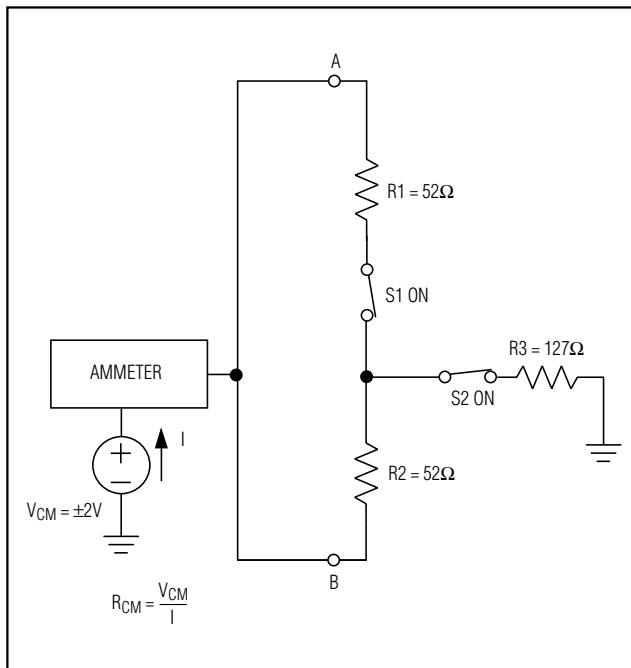 A
R1 = 52Ω
S1 ON
R3 = 127Ω
AMMETER
S2 ON
I
+
−
R2 = 52Ω
VCM = ±2V
B
RCM = VCM
I